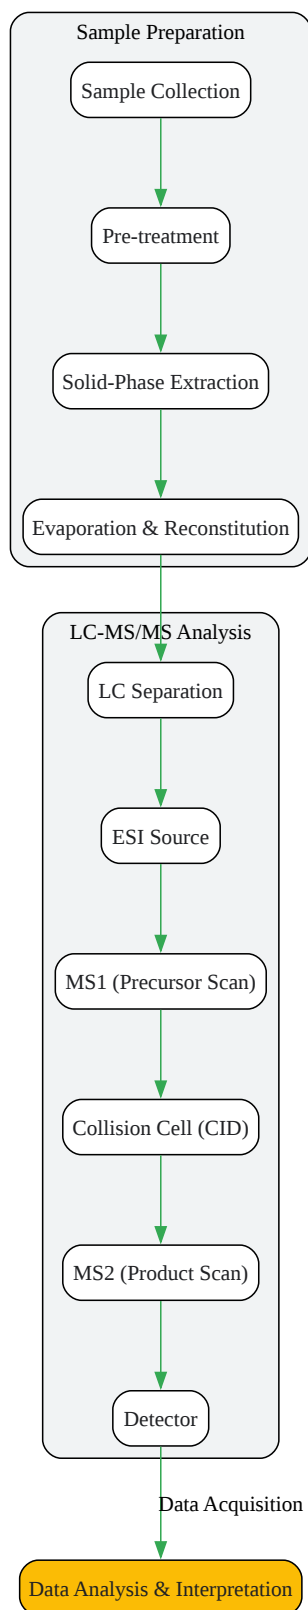 Sample Preparation
Sample Collection
Pre-treatment
Solid-Phase Extraction
Evaporation & Reconstitution
LC-MS/MS Analysis
LC Separation
ESI Source
MS1 (Precursor Scan)
Collision Cell (CID)
MS2 (Product Scan)
Detector
Data Acquisition
Data Analysis & Interpretation